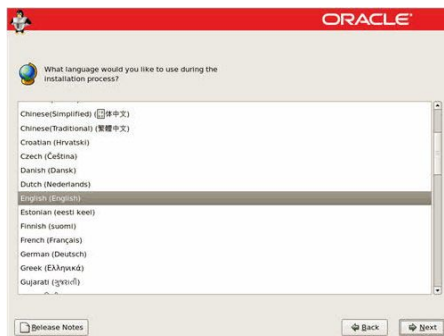 ORACLE
What language would you like to use during the
installation process?
Chinese(Simplified) (体中文)
Chinese(Traditional) (繁體中文)
Croatian (Hrvatski)
Czech (Čeština)
Danish (Dansk)
Dutch (Nederlands)
English (English)
Estonian (eesti keel)
Finnish (suomi)
French (Français)
German (Deutsch)
Greek (Ελληνικά)
Gujarati (ગુજરાતી)
Release Notes
Back
Next